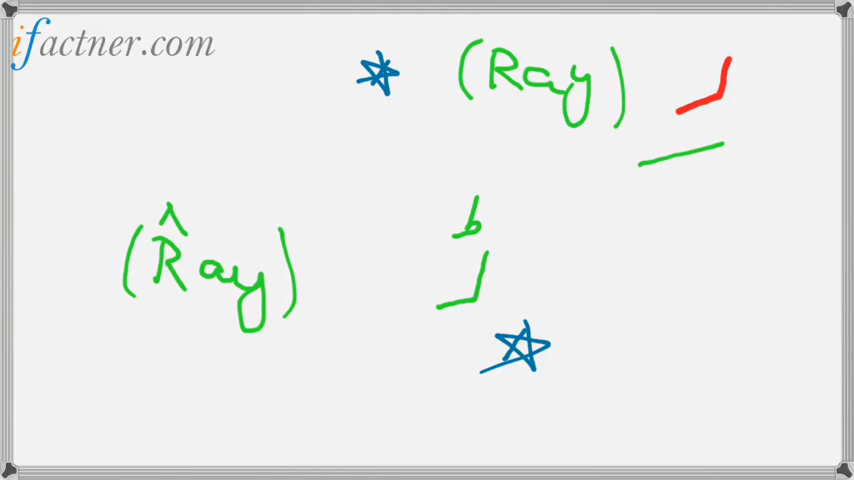 ifactner.com
(Ray) ر
(R̂ay) ڑ